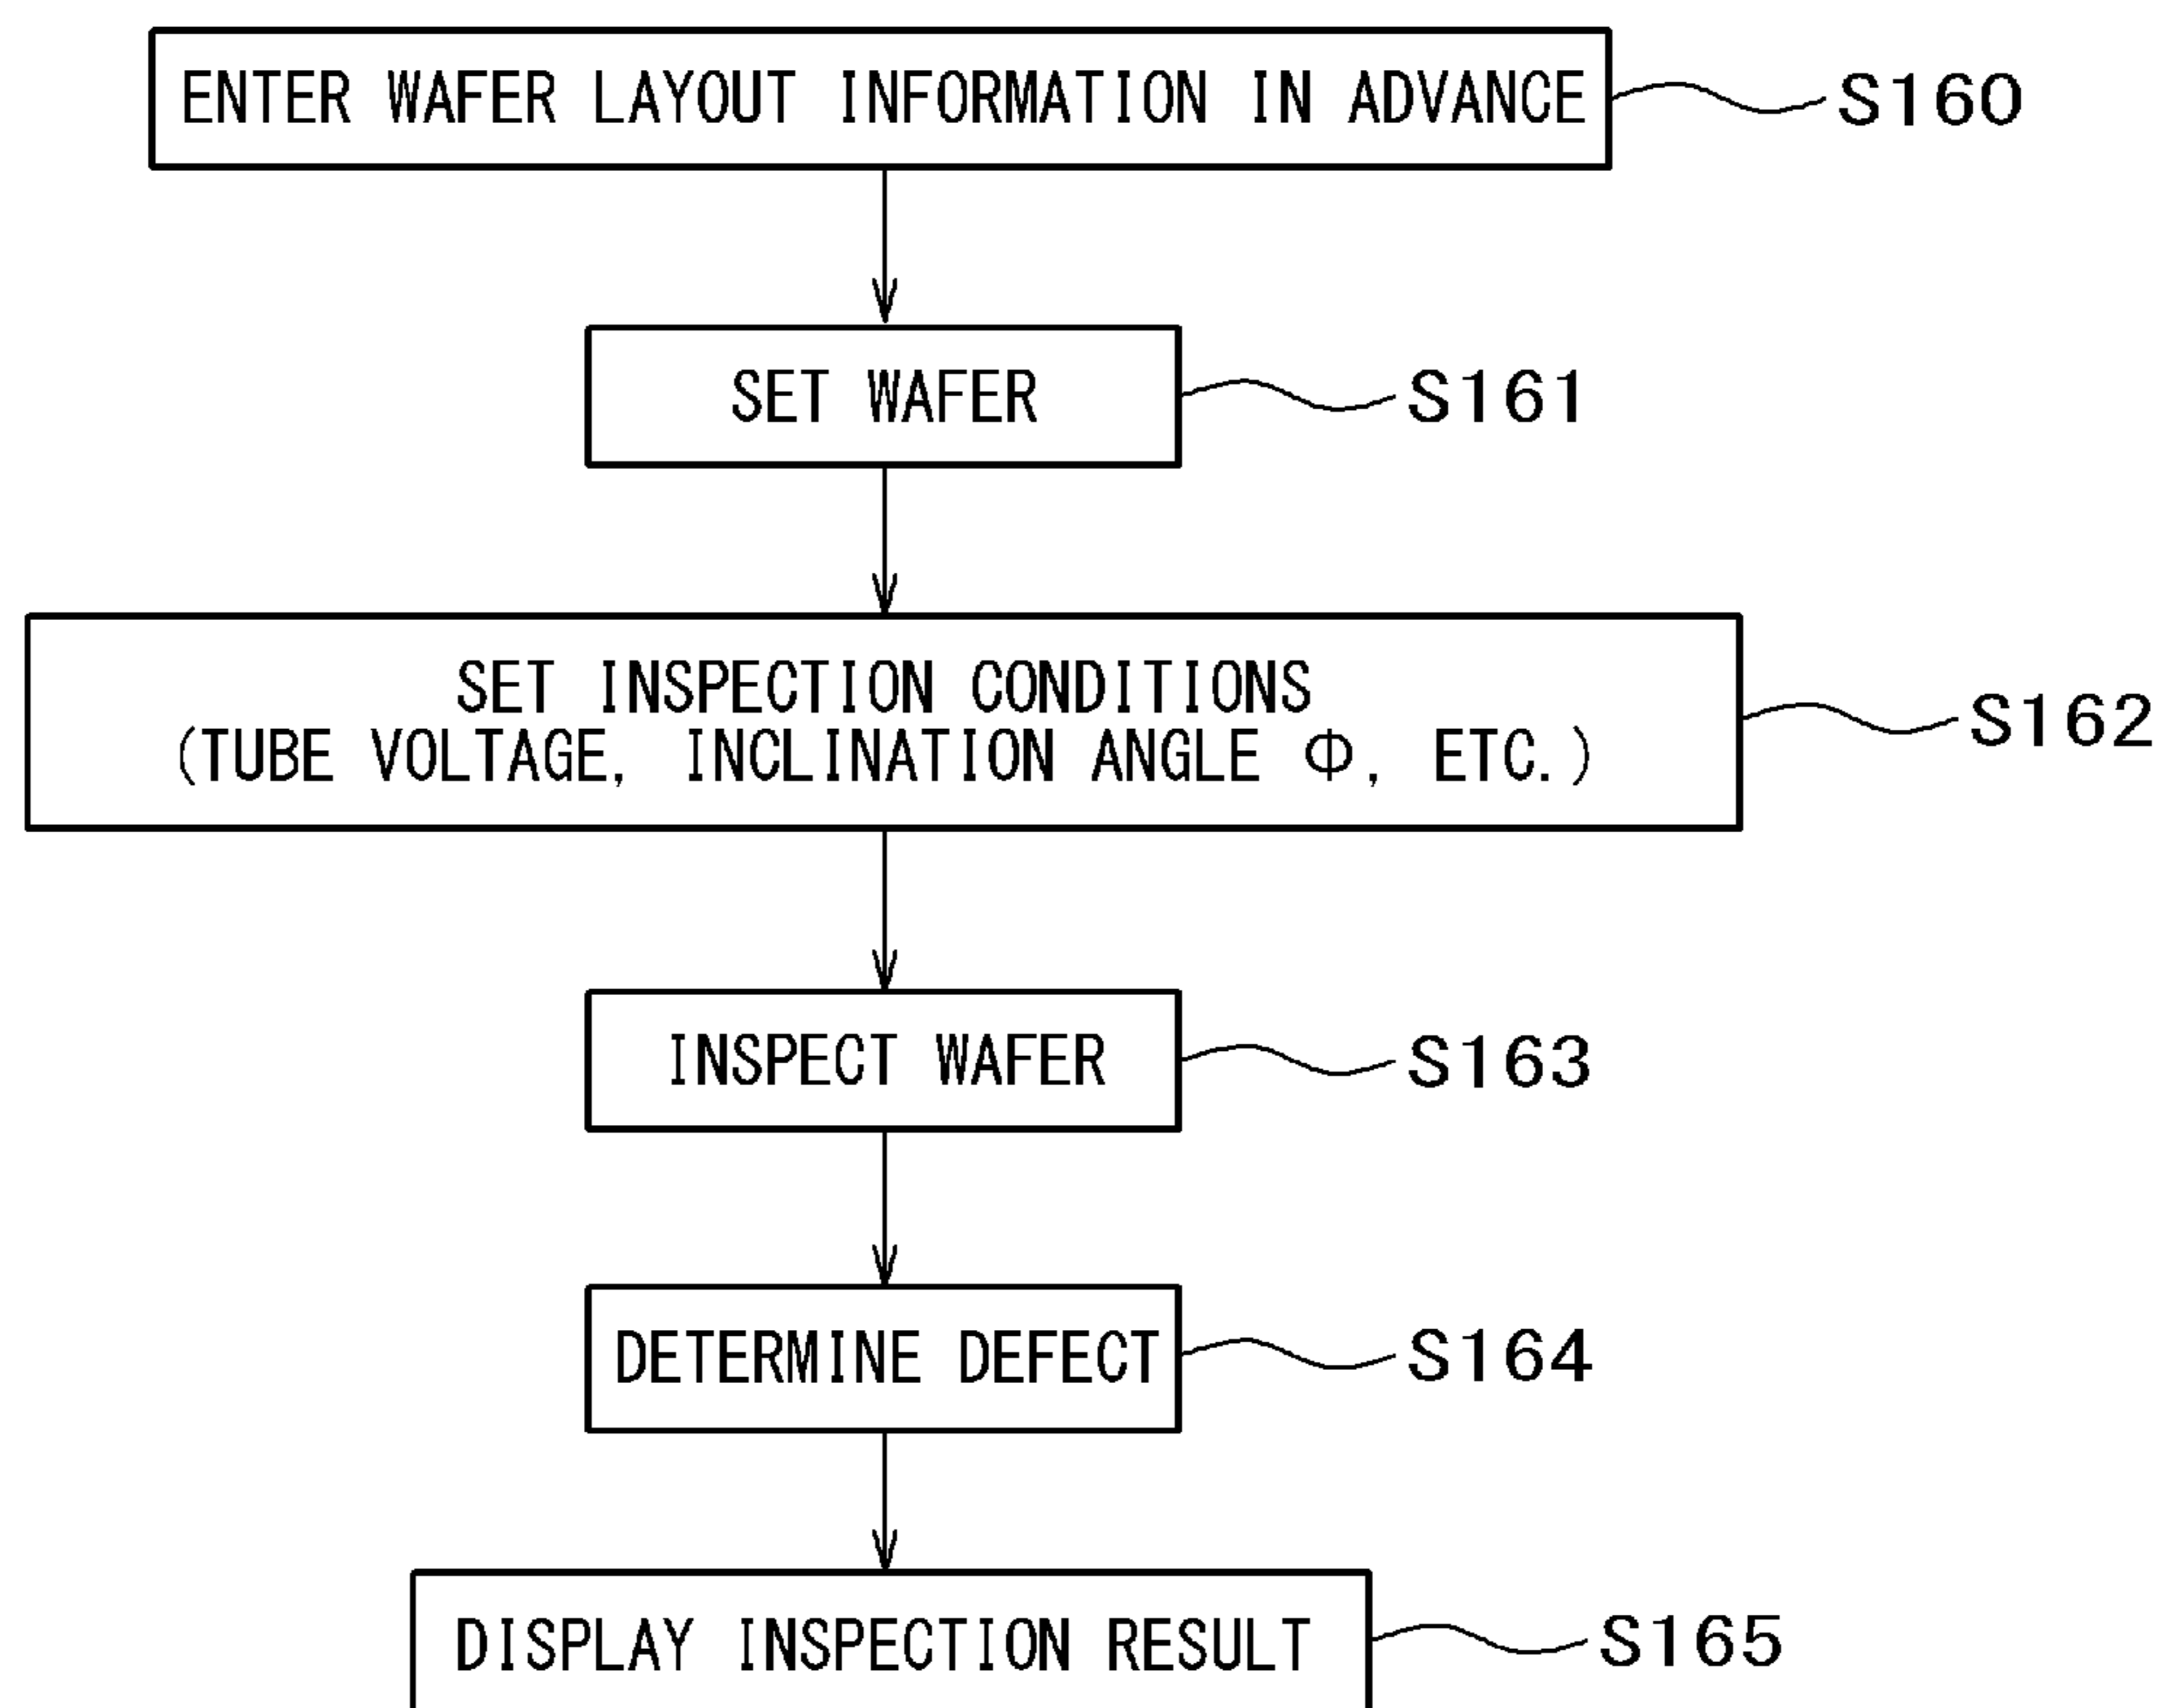 ENTER WAFER LAYOUT INFORMATION IN ADVANCE
S160
SET WAFER
S161
SET INSPECTION CONDITIONS
(TUBE VOLTAGE, INCLINATION ANGLE Φ, ETC.)
S162
INSPECT WAFER
S163
DETERMINE DEFECT
S164
DISPLAY INSPECTION RESULT
S165